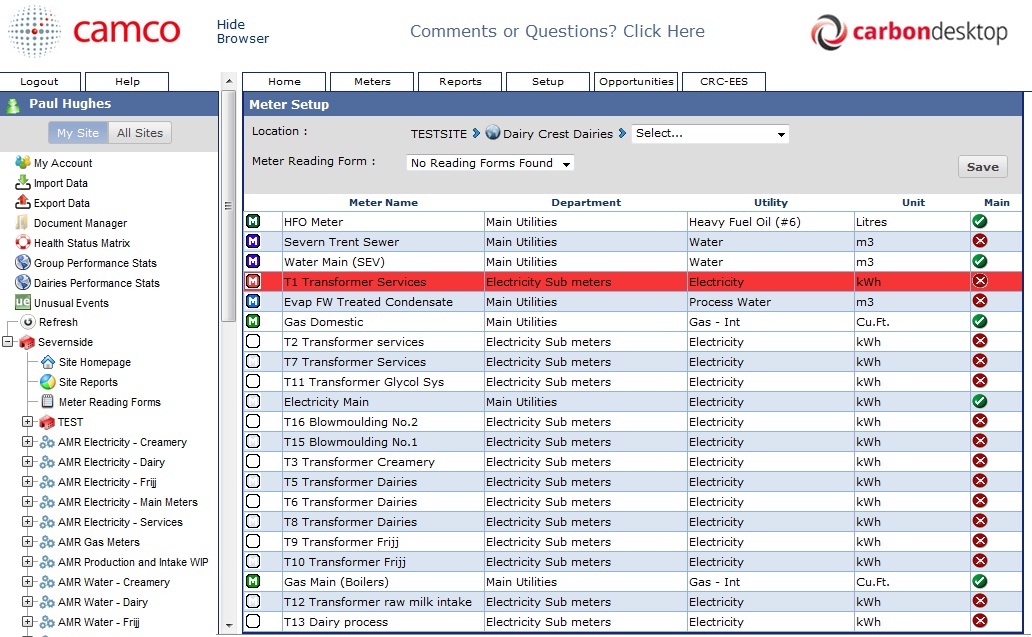 camco
Hide
Browser
Comments or Questions? Click Here
carbondesktop
Logout Help
Home Meters Reports Setup Opportunities CRC-EES
Paul Hughes
My Site All Sites
My Account
Import Data
Export Data
Document Manager
Health Status Matrix
Group Performance Stats
Dairies Performance Stats
ue Unusual Events
Refresh
Severnside
Site Homepage
Site Reports
Meter Reading Forms
TEST
AMR Electricity - Creamery
AMR Electricity - Dairy
AMR Electricity - Frijj
AMR Electricity - Main Meters
AMR Electricity - Services
AMR Gas Meters
AMR Production and Intake WIP
AMR Water - Creamery
AMR Water - Dairy
AMR Water - Frijj
Meter Setup
Location : TESTSITE Dairy Crest Dairies Select...
Meter Reading Form : No Reading Forms Found
Save
Meter Name Department Utility Unit Main
M HFO Meter Main Utilities Heavy Fuel Oil (#6) Litres
M Severn Trent Sewer Main Utilities Water m3
M Water Main (SEV) Main Utilities Water m3
M T1 Transformer Services Electricity Sub meters Electricity kWh
M Evap FW Treated Condensate Main Utilities Process Water m3
M Gas Domestic Main Utilities Gas - Int Cu.Ft.
T2 Transformer services Electricity Sub meters Electricity kWh
T7 Transformer Services Electricity Sub meters Electricity kWh
T11 Transformer Glycol Sys Electricity Sub meters Electricity kWh
Electricity Main Main Utilities Electricity kWh
T16 Blowmoulding No.2 Electricity Sub meters Electricity kWh
T15 Blowmoulding No.1 Electricity Sub meters Electricity kWh
T3 Transformer Creamery Electricity Sub meters Electricity kWh
T5 Transformer Dairies Electricity Sub meters Electricity kWh
T6 Transformer Dairies Electricity Sub meters Electricity kWh
T8 Transformer Dairies Electricity Sub meters Electricity kWh
T9 Transformer Frijj Electricity Sub meters Electricity kWh
T10 Transformer Frijj Electricity Sub meters Electricity kWh
M Gas Main (Boilers) Main Utilities Gas - Int Cu.Ft.
T12 Transformer raw milk intake Electricity Sub meters Electricity kWh
T13 Dairy process Electricity Sub meters Electricity kWh